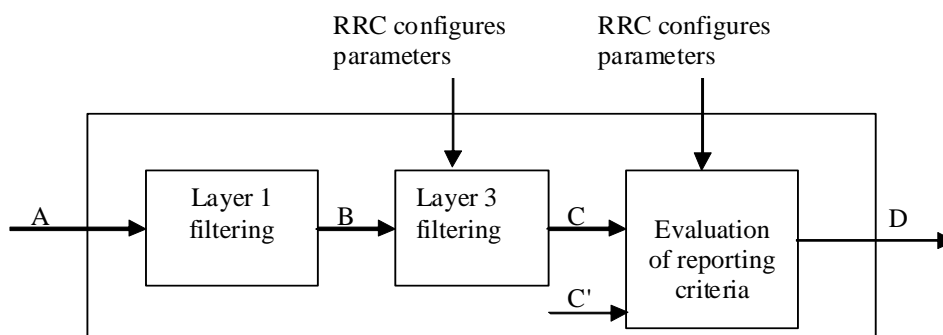 RRC configures
parameters
RRC configures
parameters
A
Layer 1
filtering
B
Layer 3
filtering
C
C'
Evaluation
of reporting
criteria
D